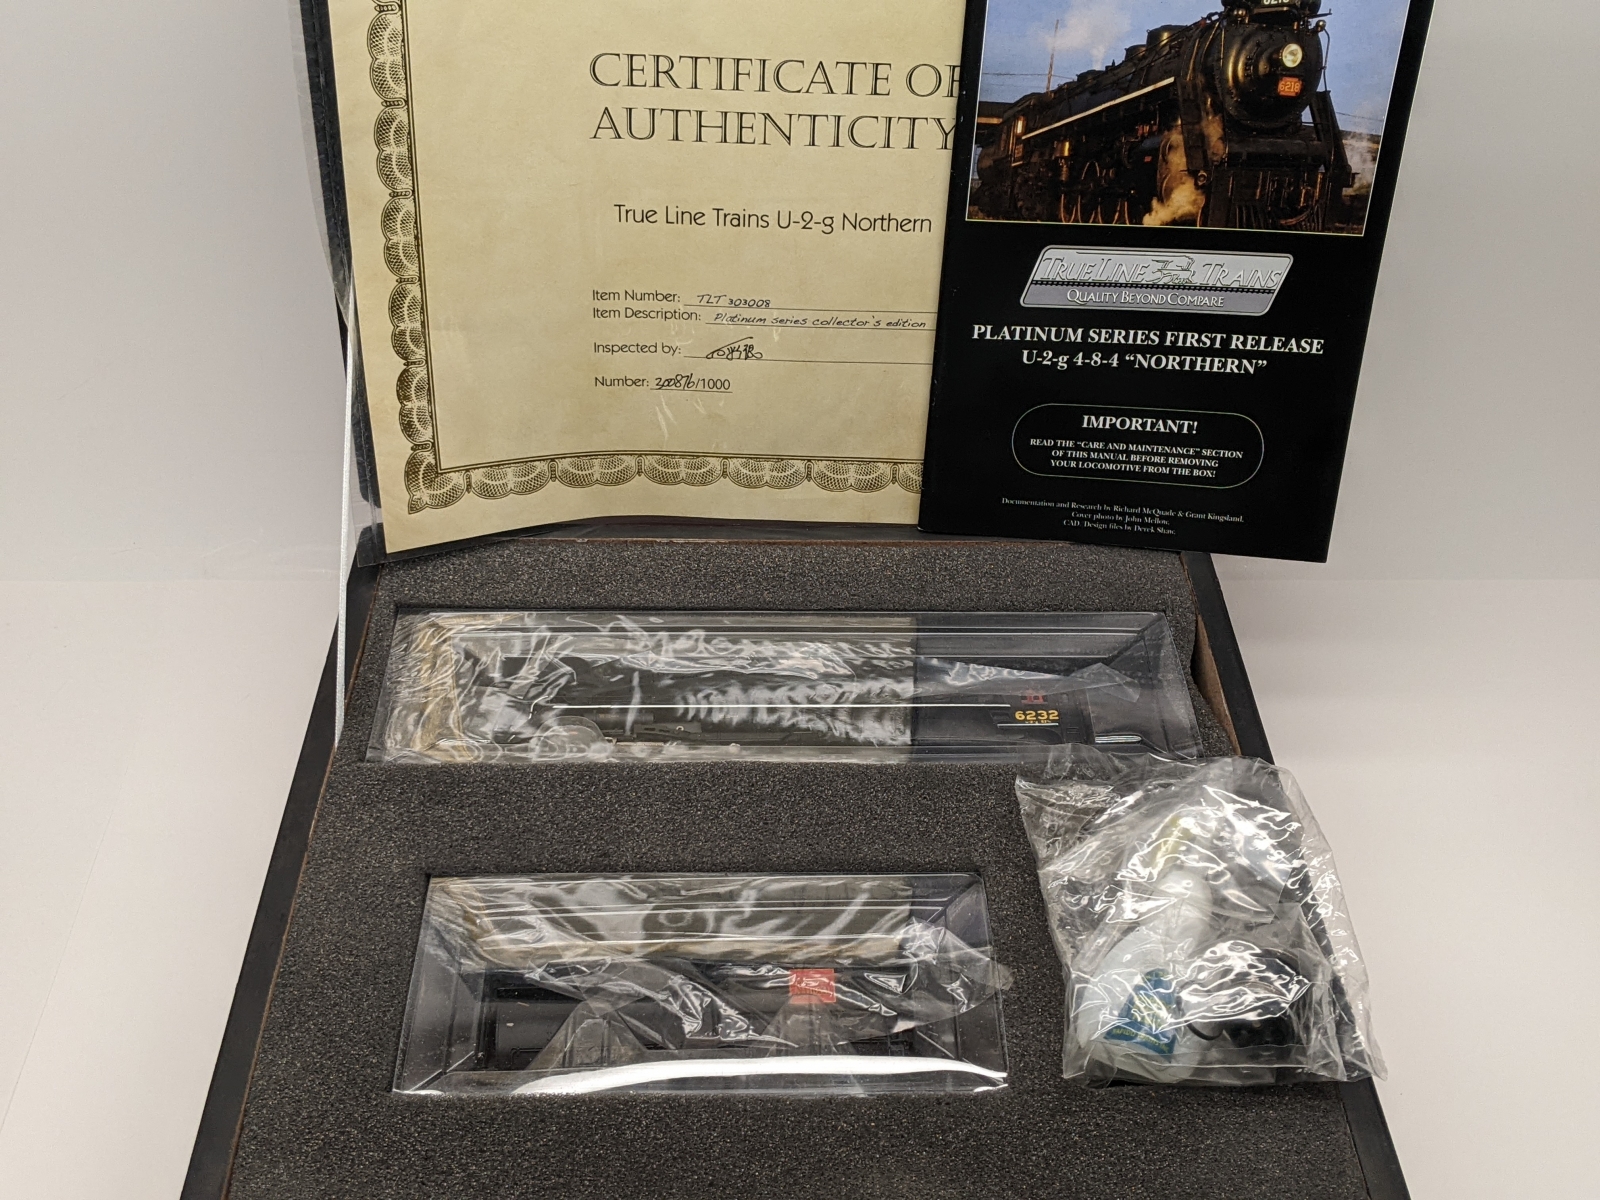 CERTIFICATE OF
AUTHENTICITY
True Line Trains U-2-g Northern
Item Number: TLT 303008
Item Description: Platinum series collector's edition
Inspected by:
Number: /1000
6218
TRUE LINE TRAINS
QUALITY BEYOND COMPARE
PLATINUM SERIES FIRST RELEASE
U-2-g 4-8-4 “NORTHERN”
IMPORTANT!
READ THE “CARE AND MAINTENANCE” SECTION
OF THIS MANUAL BEFORE REMOVING
YOUR LOCOMOTIVE FROM THE BOX!
Documentation and Research by Richard McQuade & Grant Kingsland.
Cover photo by John Mellow.
CAD/Design files by Derek Shaw.
6232